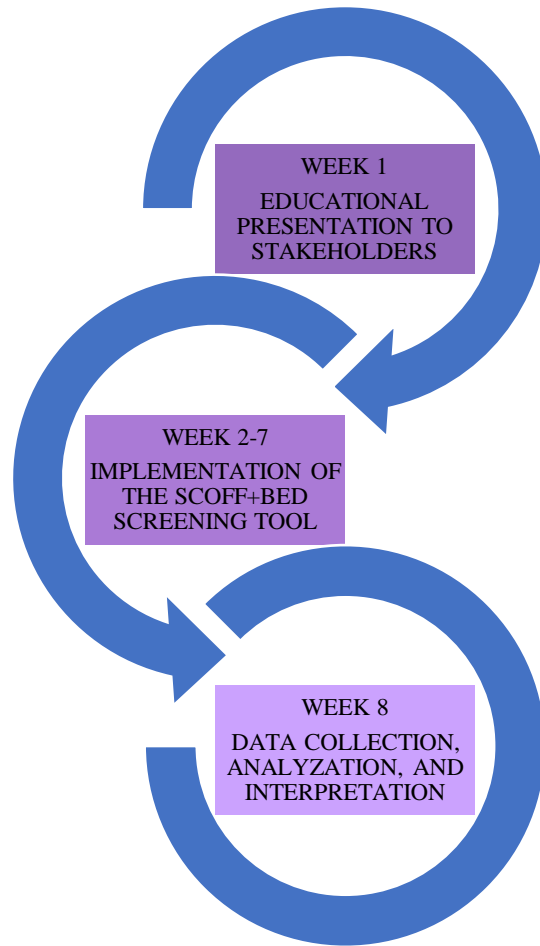 WEEK 1
EDUCATIONAL
PRESENTATION TO
STAKEHOLDERS
WEEK 2-7
IMPLEMENTATION OF
THE SCOFF+BED
SCREENING TOOL
WEEK 8
DATA COLLECTION,
ANALYZATION, AND
INTERPRETATION